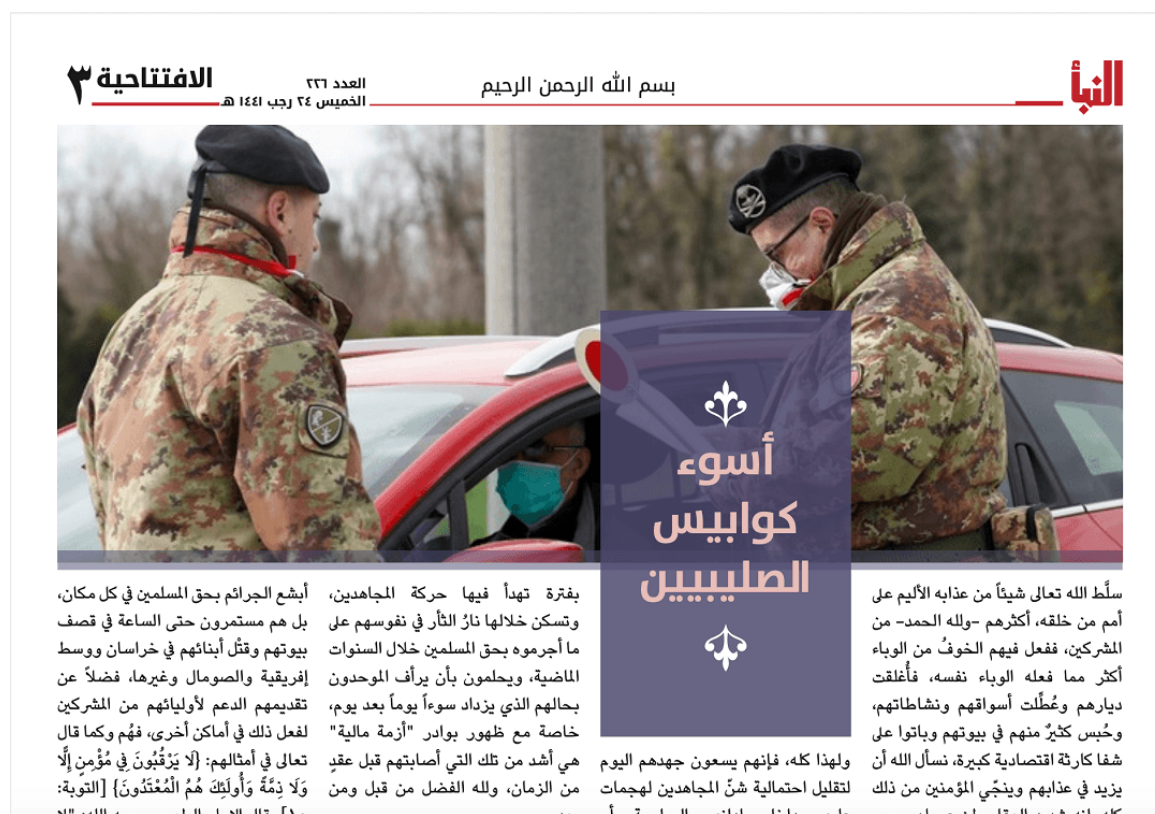 النبأ
بسم الله الرحمن الرحيم
العدد ٢٢٦
الخميس ٢٤ رجب ١٤٤١ هـ
الافتتاحية ٣
أسوء
كوابيس
الصليبيين
سلَّط الله تعالى شيئاً من عذابه الأليم على
أمم من خلقه، أكثرهم -ولله الحمد- من
المشركين، ففعل فيهم الخوفُ من الوباء
أكثر مما فعله الوباء نفسه، فأُغلقت
ديارهم وعُطِّلت أسواقهم ونشاطاتهم،
وحُبس كثيرٌ منهم في بيوتهم وباتوا على
شفا كارثة اقتصادية كبيرة، نسأل الله أن
يزيد في عذابهم وينجّي المؤمنين من ذلك
ولهذا كله، فإنهم يسعون جهدهم اليوم
لتقليل احتمالية شنّ المجاهدين لهجمات
بفترة تهدأ فيها حركة المجاهدين،
وتسكن خلالها نارُ الثأر في نفوسهم على
ما أجرموه بحق المسلمين خلال السنوات
الماضية، ويحلمون بأن يرأف الموحدون
بحالهم الذي يزداد سوءاً يوماً بعد يوم،
خاصة مع ظهور بوادر "أزمة مالية"
هي أشد من تلك التي أصابتهم قبل عقدٍ
من الزمان، ولله الفضل من قبل ومن
أبشع الجرائم بحق المسلمين في كل مكان،
بل هم مستمرون حتى الساعة في قصف
بيوتهم وقتْل أبنائهم في خراسان ووسط
إفريقية والصومال وغيرها، فضلاً عن
تقديمهم الدعم لأوليائهم من المشركين
لفعل ذلك في أماكن أخرى، فهُم وكما قال
تعالى في أمثالهم: {لَا يَرْقُبُونَ فِي مُؤْمِنٍ إِلًّا
وَلَا ذِمَّةً وَأُولَئِكَ هُمُ الْمُعْتَدُونَ} [التوبة: